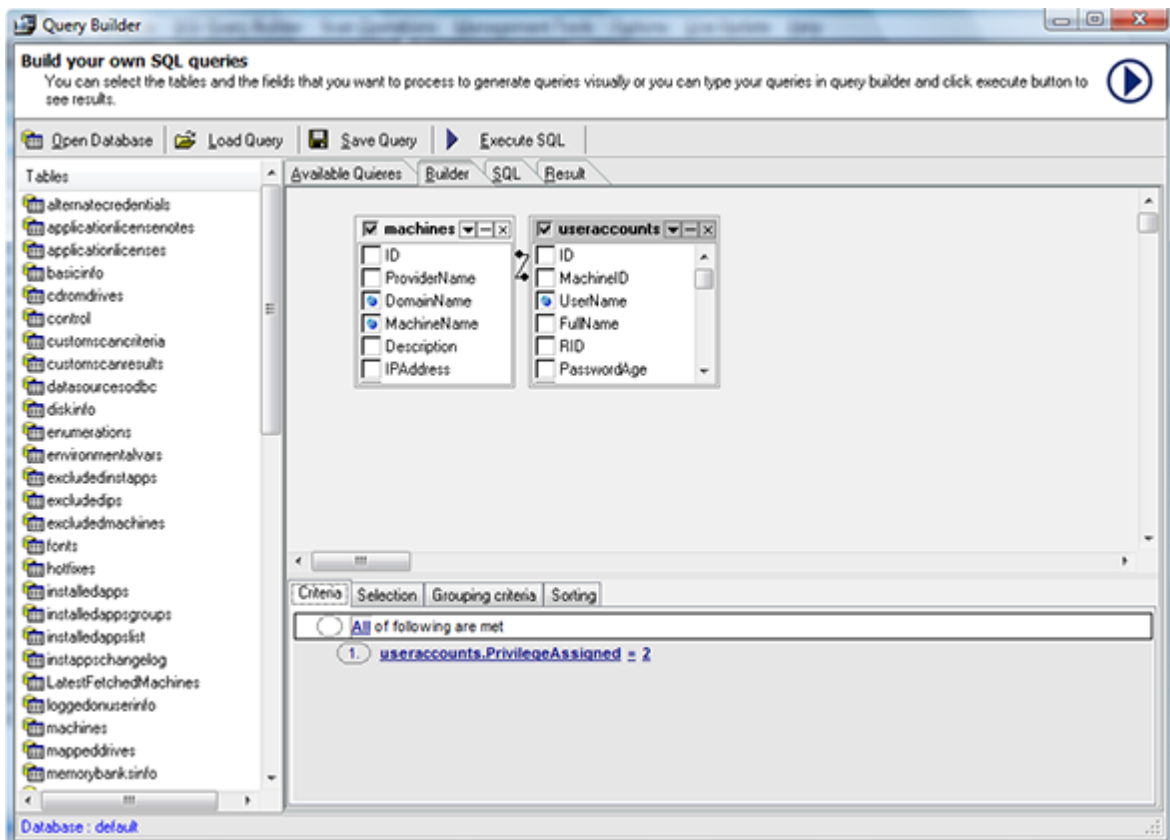 Query Builder
Build your own SQL queries
You can select the tables and the fields that you want to process to generate queries visually or you can type your queries in query builder and click execute button to
see results.
Open Database Load Query Save Query Execute SQL
Tables
alternatecredentials
applicationlicensenotes
applicationlicenses
basicinfo
cdromdrives
control
customscancriteria
customscanresults
datasourcesodbc
diskinfo
enumerations
environmentalvars
excludedinstapps
excludedips
excludedmachines
fonts
hotfixes
installedapps
installedappsgroups
installedappslist
instappschangelog
LatestFetchedMachines
loggedonuserinfo
machines
mappeddrives
memorybanksinfo
Available Quieres Builder SQL Result
machines
ID
ProviderName
DomainName
MachineName
Description
IPAddress
useraccounts
ID
MachineID
UserName
FullName
RID
PasswordAge
Criteria Selection Grouping criteria Sorting
All of following are met
1. useraccounts.PrivilegeAssigned = 2
Database : default